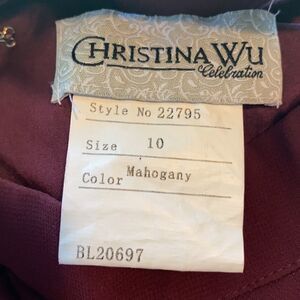 CHRISTINA WU
Celebration
Style No 22795
Size 10
Color Mahogany
BL20697